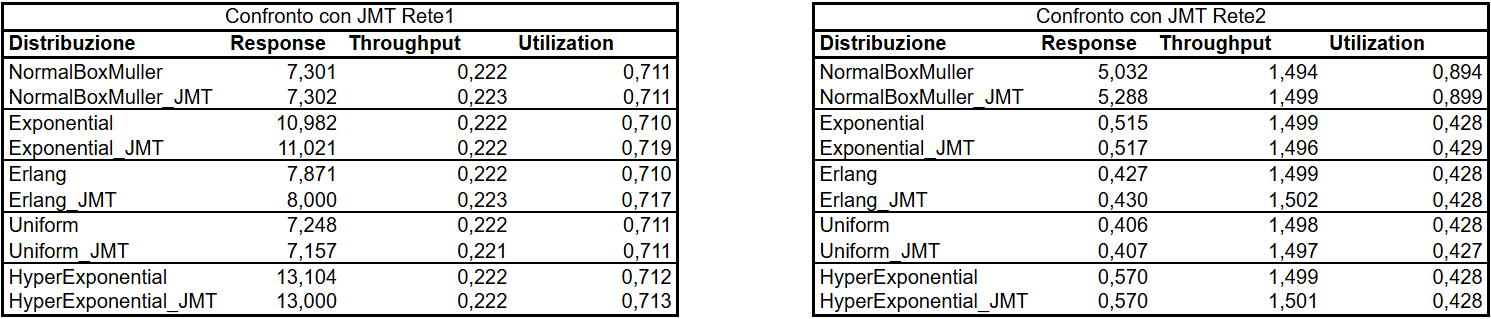 Confronto con JMT Rete1
Distribuzione Response Throughput Utilization
NormalBoxMuller 7,301 0,222 0,711
NormalBoxMuller_JMT 7,302 0,223 0,711
Exponential 10,982 0,222 0,710
Exponential_JMT 11,021 0,222 0,719
Erlang 7,871 0,222 0,710
Erlang_JMT 8,000 0,223 0,717
Uniform 7,248 0,222 0,711
Uniform_JMT 7,157 0,221 0,711
HyperExponential 13,104 0,222 0,712
HyperExponential_JMT 13,000 0,222 0,713
Confronto con JMT Rete2
Distribuzione Response Throughput Utilization
NormalBoxMuller 5,032 1,494 0,894
NormalBoxMuller_JMT 5,288 1,499 0,899
Exponential 0,515 1,499 0,428
Exponential_JMT 0,517 1,496 0,429
Erlang 0,427 1,499 0,428
Erlang_JMT 0,430 1,502 0,428
Uniform 0,406 1,498 0,428
Uniform_JMT 0,407 1,497 0,427
HyperExponential 0,570 1,499 0,428
HyperExponential_JMT 0,570 1,501 0,428